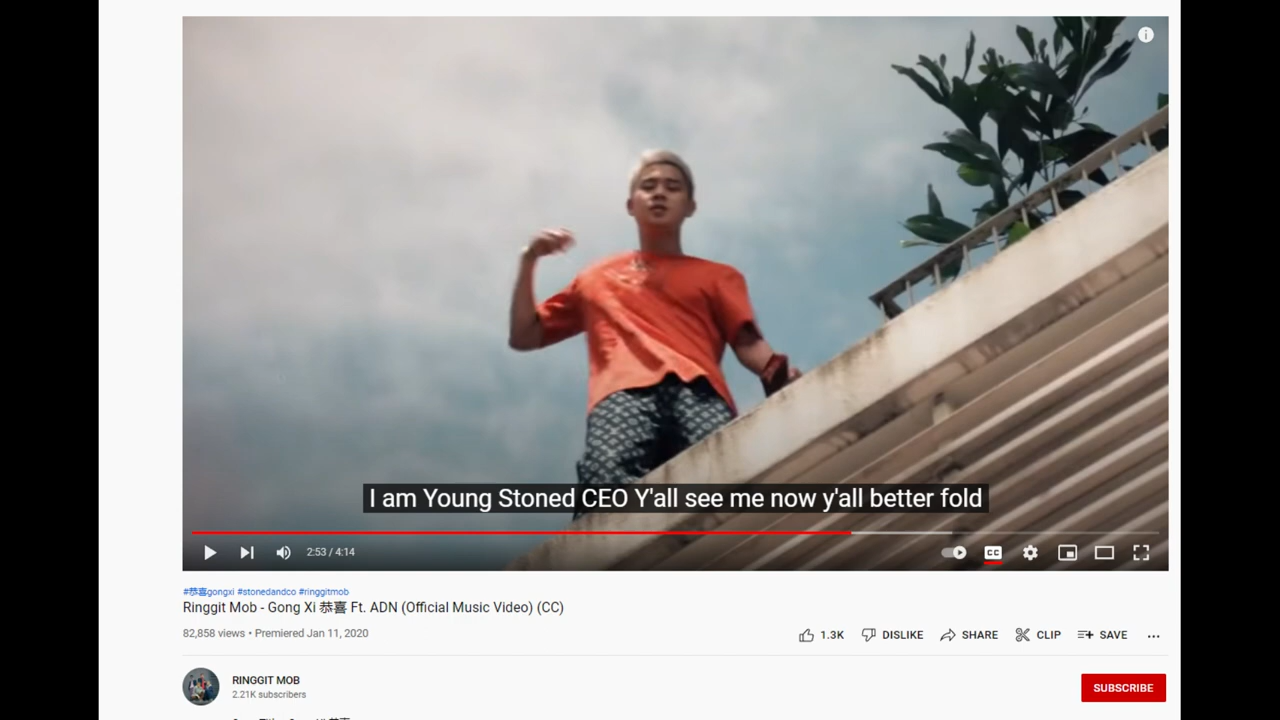 I am Young Stoned CEO Y'all see me now y'all better fold
2:53 / 4:14
CC
#恭喜gongxi #stonedandco #ringgitmob
Ringgit Mob - Gong Xi 恭喜 Ft. ADN (Official Music Video) (CC)
82,858 views • Premiered Jan 11, 2020
1.3K DISLIKE SHARE CLIP SAVE
RINGGIT MOB
2.21K subscribers
SUBSCRIBE